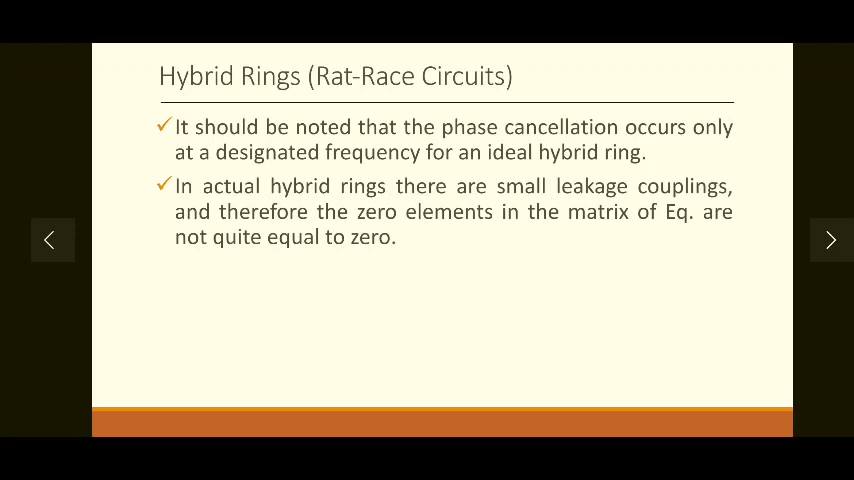 Hybrid Rings (Rat-Race Circuits)
It should be noted that the phase cancellation occurs only
at a designated frequency for an ideal hybrid ring.
In actual hybrid rings there are small leakage couplings,
and therefore the zero elements in the matrix of Eq. are
not quite equal to zero.